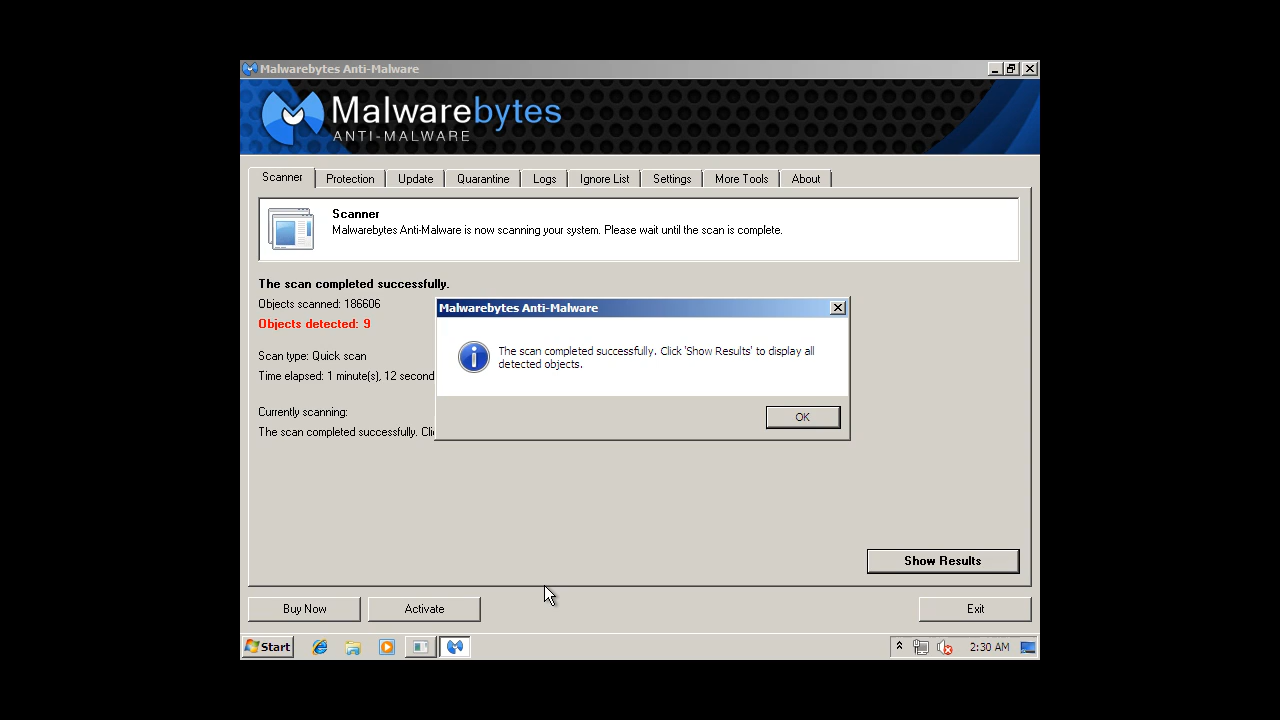 Malwarebytes Anti-Malware
Malwarebytes
ANTI-MALWARE
Scanner Protection Update Quarantine Logs Ignore List Settings More Tools About
Scanner
Malwarebytes Anti-Malware is now scanning your system. Please wait until the scan is complete.
The scan completed successfully.
Objects scanned: 186606
Objects detected: 9
Scan type: Quick scan
Time elapsed: 1 minute(s), 12 second
Currently scanning:
The scan completed successfully. Cli
Malwarebytes Anti-Malware
The scan completed successfully. Click 'Show Results' to display all
detected objects.
OK
Show Results
Buy Now Activate Exit
Start 2:30 AM